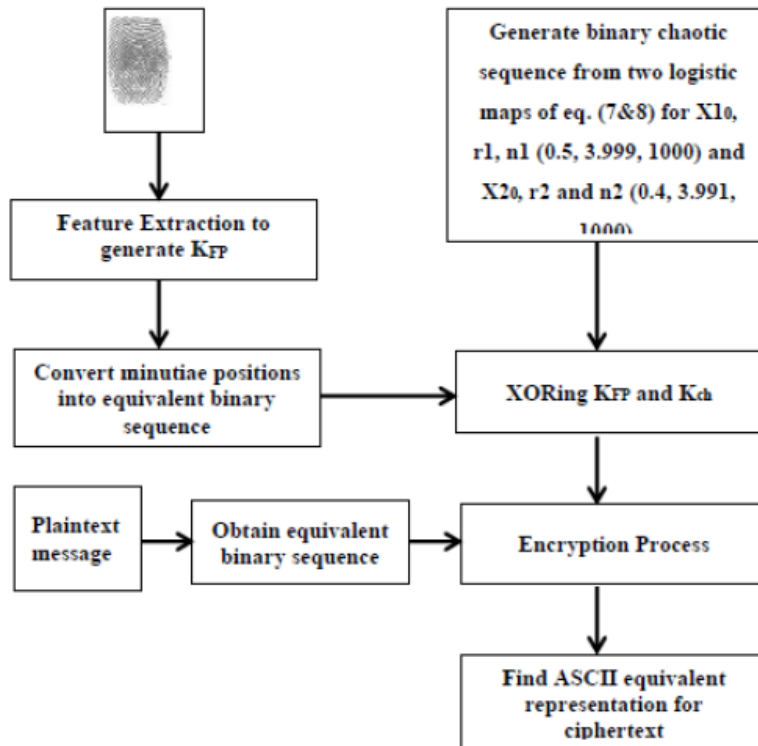 Generate binary chaotic
sequence from two logistic
maps of eq. (7&8) for X1₀,
r1, n1 (0.5, 3.999, 1000) and
X2₀, r2 and n2 (0.4, 3.991,
1000)
Feature Extraction to
generate KFP
Convert minutiae positions
into equivalent binary
sequence
XORing KFP and Kch
Plaintext
message
Obtain equivalent
binary sequence
Encryption Process
Find ASCII equivalent
representation for
ciphertext